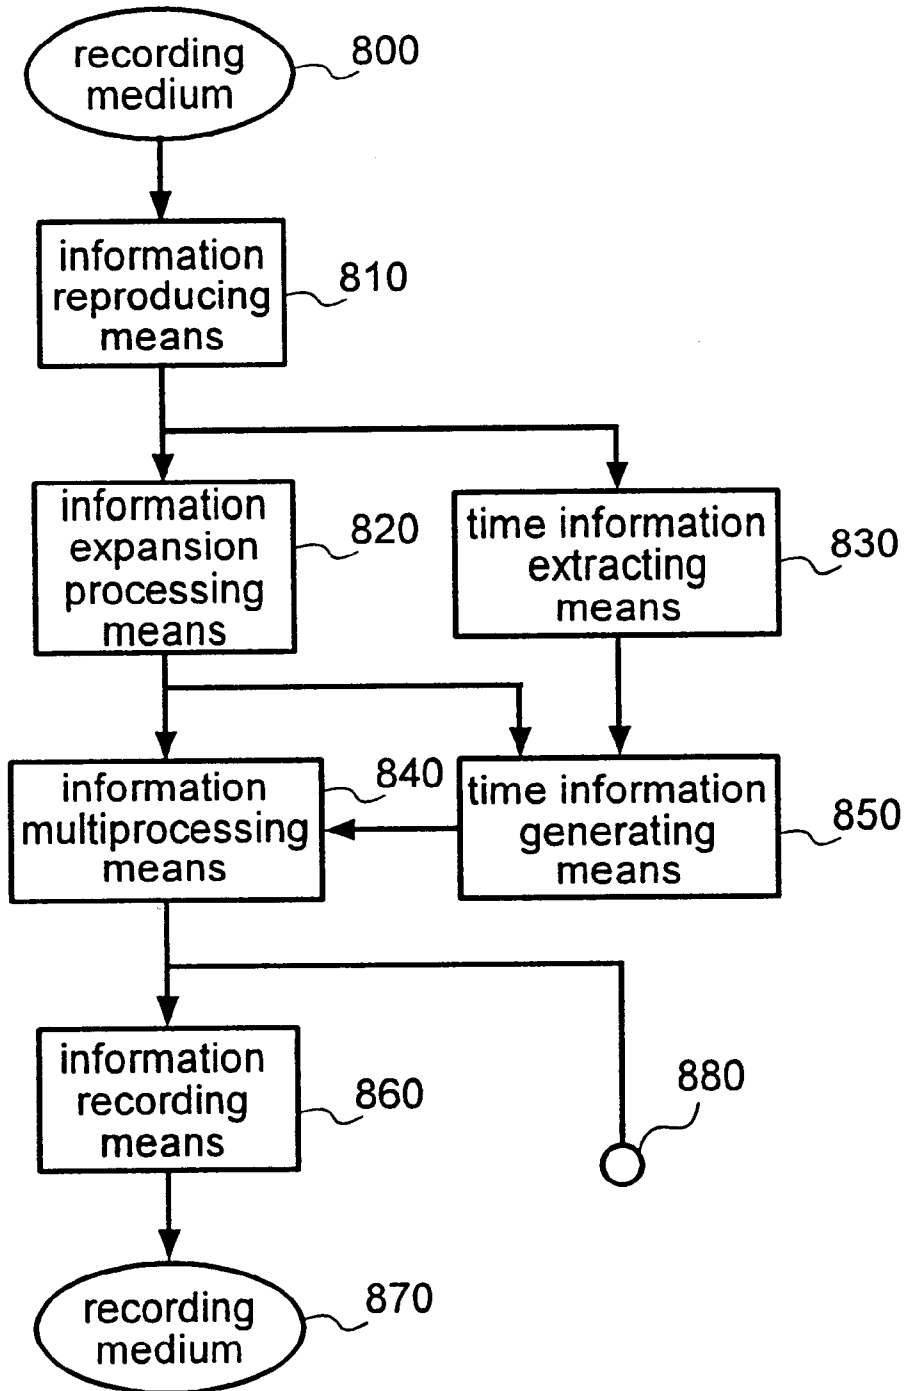 recording
medium
800
information
reproducing
means
810
information
expansion
processing
means
820
time information
extracting
means
830
information
multiprocessing
means
840
time information
generating
means
850
information
recording
means
860
880
recording
medium
870